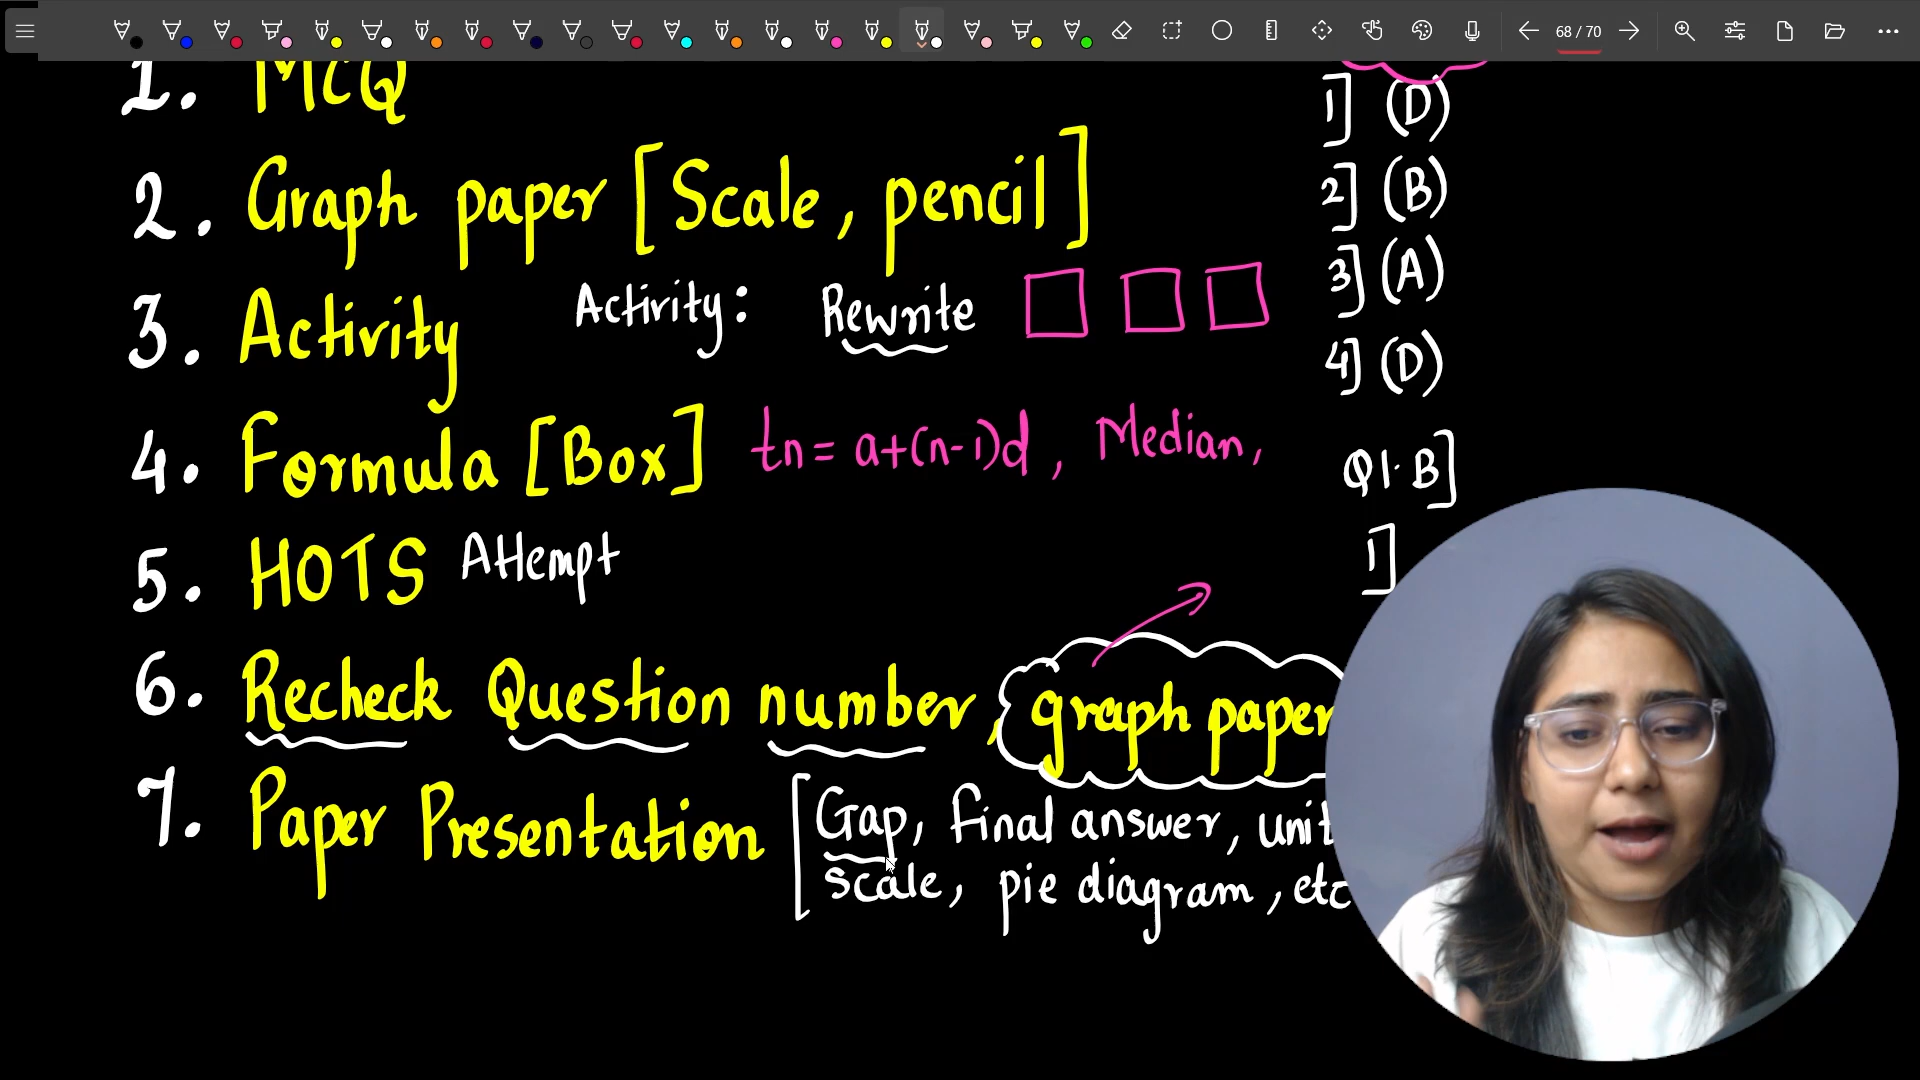 68 / 70
1. MCQ
1] (D)
2. Graph paper [Scale, pencil]
2] (B)
3. Activity Activity: Rewrite
3] (A)
4] (D)
4. Formula [Box] tn = a+(n-1)d, Median,
Q1.B]
5. HOTS Attempt
1]
6. Recheck Question number, graph paper
7. Paper Presentation [Gap, final answer, unit
scale, pie diagram, etc